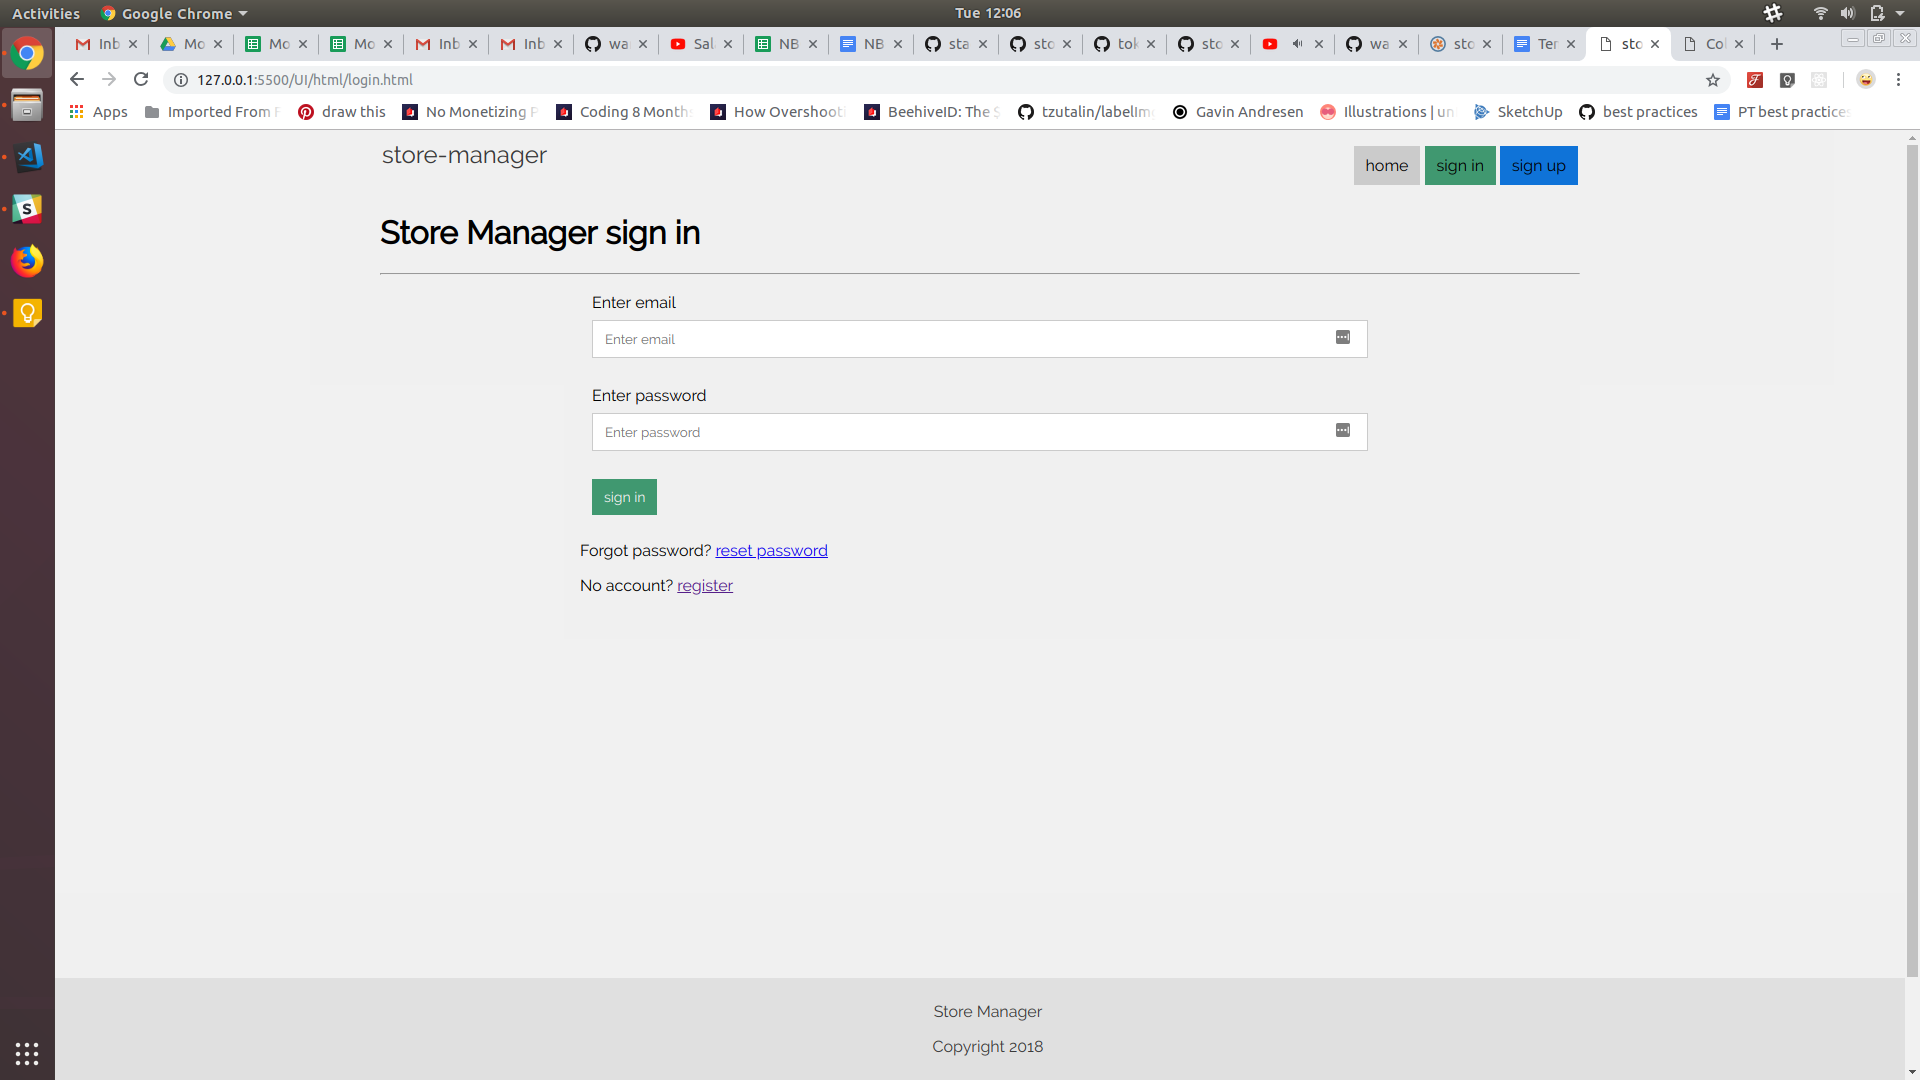 Activities Google Chrome Tue 12:06
Inb Mo Mo Mo Inb Inb wa Sal NB NB sta sto tok sto wa sto Ter sto Col
127.0.0.1:5500/UI/html/login.html
Apps Imported From F draw this No Monetizing P Coding 8 Months How Overshooti BeehiveID: The S tzutalin/labelIm Gavin Andresen Illustrations | un SketchUp best practices PT best practices
store-manager
home sign in sign up
Store Manager sign in
Enter email
Enter email
Enter password
Enter password
sign in
Forgot password? reset password
No account? register
Store Manager
Copyright 2018